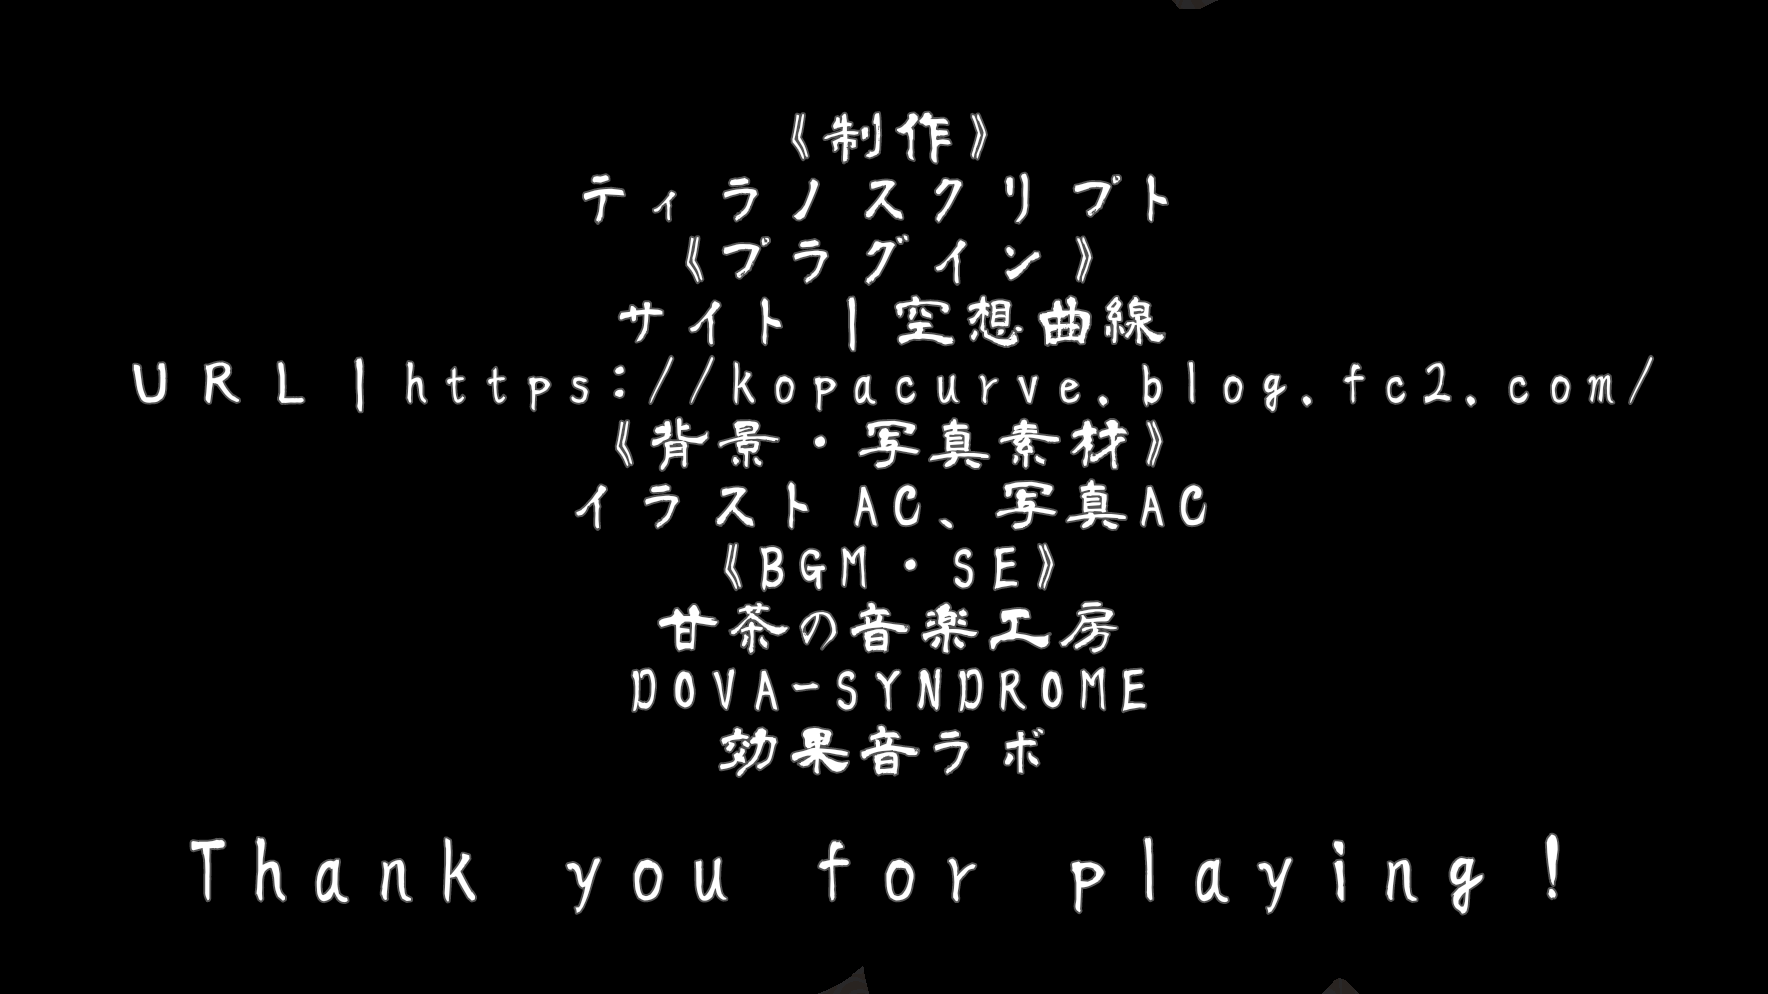 《制作》
ティラノスクリプト
《プラグイン》
サイト|空想曲線
URL|https://kopacurve.blog.fc2.com/
《背景・写真素材》
イラストAC、写真AC
《BGM・SE》
甘茶の音楽工房
DOVA-SYNDROME
効果音ラボ
Thank you for playing!